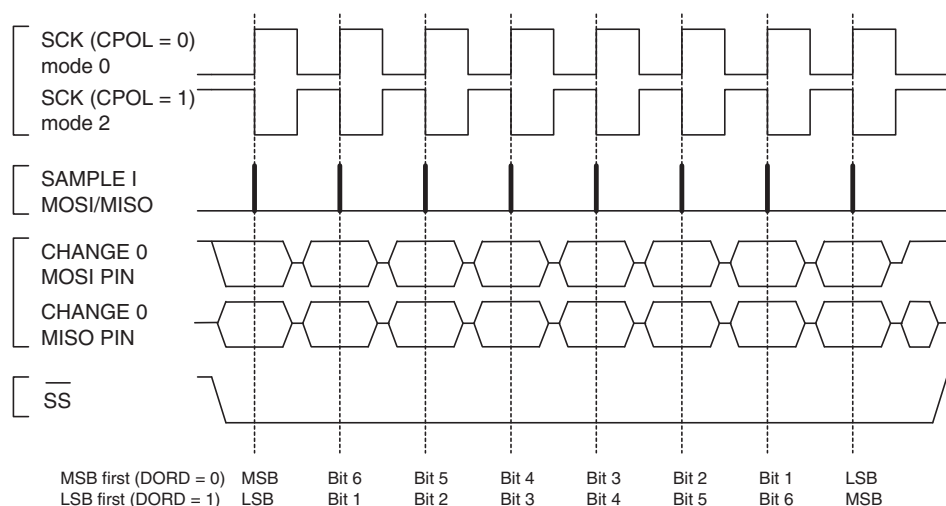 SCK (CPOL = 0)
mode 0
SCK (CPOL = 1)
mode 2
SAMPLE I
MOSI/MISO
CHANGE 0
MOSI PIN
CHANGE 0
MISO PIN
SS
MSB first (DORD = 0) MSB Bit 6 Bit 5 Bit 4 Bit 3 Bit 2 Bit 1 LSB
LSB first (DORD = 1) LSB Bit 1 Bit 2 Bit 3 Bit 4 Bit 5 Bit 6 MSB